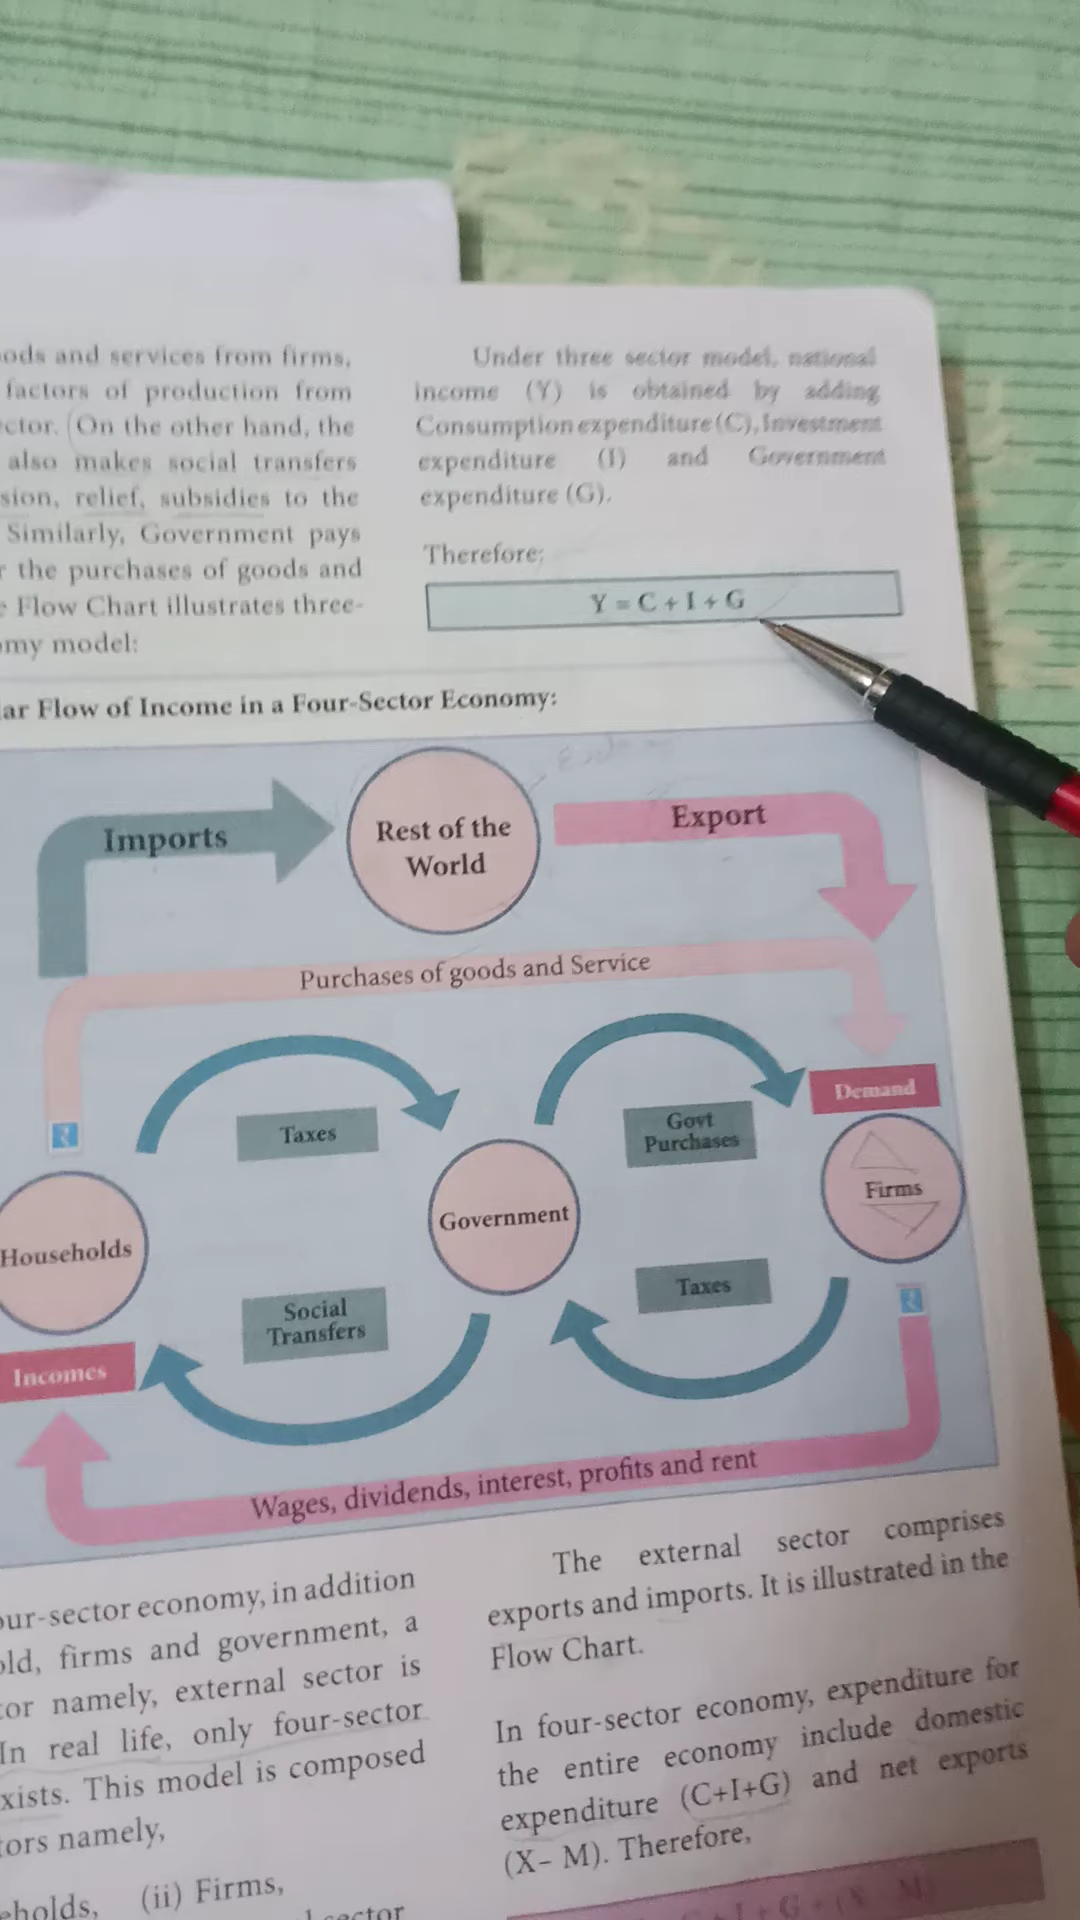 ods and services from firms,
factors of production from
ctor. (On the other hand, the
also makes social transfers
sion, relief, subsidies to the
Similarly, Government pays
the purchases of goods and
Flow Chart illustrates three-
omy model:
Under three sector model, national
income (Y) is obtained by adding
Consumption expenditure (C), Investment
expenditure (I) and Government
expenditure (G).
Therefore;
Y = C + I + G
lar Flow of Income in a Four-Sector Economy:
Imports
Rest of the
World
Export
Purchases of goods and Service
Taxes
Govt
Purchases
Demand
₹
Households
Government
Firms
Social
Transfers
Taxes
₹
Incomes
Wages, dividends, interest, profits and rent
our-sector economy, in addition
old, firms and government, a
tor namely, external sector is
In real life, only four-sector
xists. This model is composed
tors namely,
eholds, (ii) Firms,
sector
The external sector comprises
exports and imports. It is illustrated in the
Flow Chart.
In four-sector economy, expenditure for
the entire economy include domestic
expenditure (C+I+G) and net exports
(X– M). Therefore,
C + I + G + (X – M)